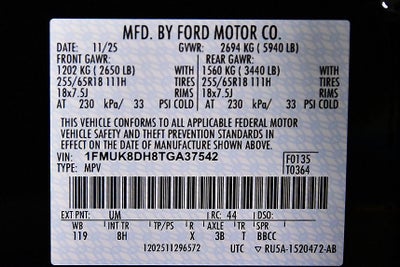 MFD. BY FORD MOTOR CO.
DATE: 11/25 GVWR: 2694 KG ( 5940 LB)
FRONT GAWR: REAR GAWR:
1202 KG ( 2650 LB) WITH 1560 KG ( 3440 LB) WITH
255/65R18 111H TIRES 255/65R18 111H TIRES
18x7.5J RIMS 18x7.5J RIMS
AT 230 kPa/ 33 PSI COLD AT 230 kPa/ 33 PSI COLD
THIS VEHICLE CONFORMS TO ALL APPLICABLE FEDERAL MOTOR
VEHICLE SAFETY AND THEFT PREVENTION STANDARDS IN
EFFECT ON THE DATE OF MANUFACTURE SHOWN ABOVE.
VIN: 1FMUK8DH8TGA37542 F0135
TYPE: MPV T0364
EXT PNT: UM RC: 44 DSO:
WB INT TR TP/PS R AX TR SPR
119 8H X 3B T BBCC
1202511296572 UTC ▽ RU5A-1520472-AB